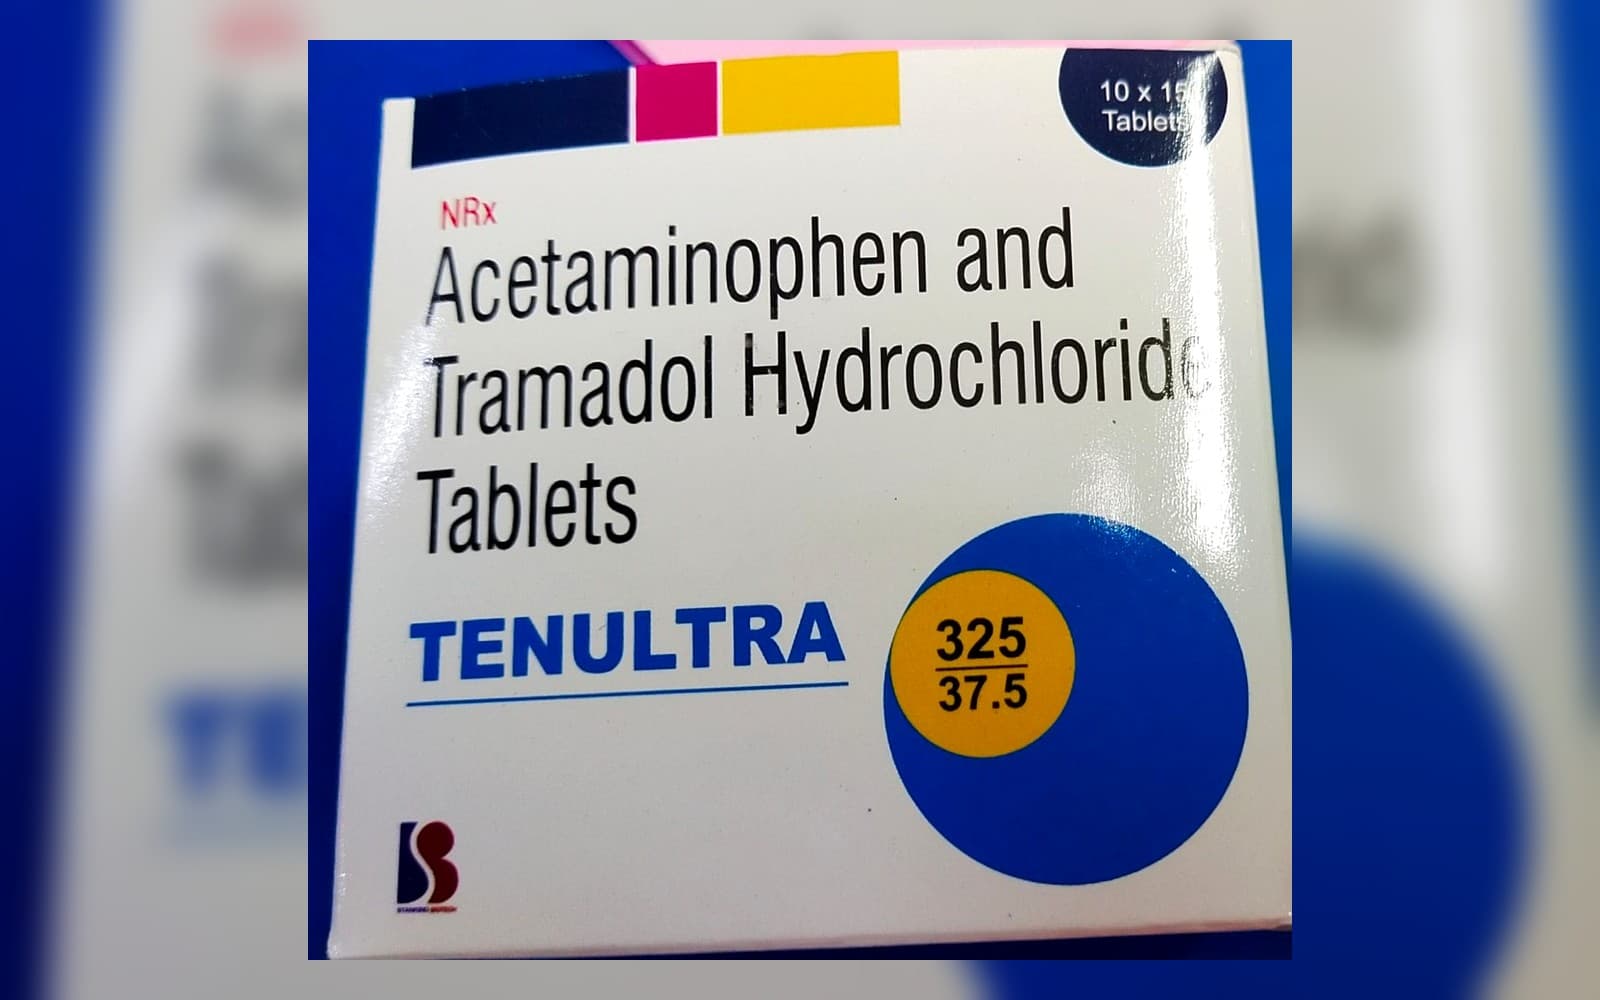 10 x 15
Tablets
NRx
Acetaminophen and
Tramadol Hydrochloride
Tablets
TENULTRA
325
37.5